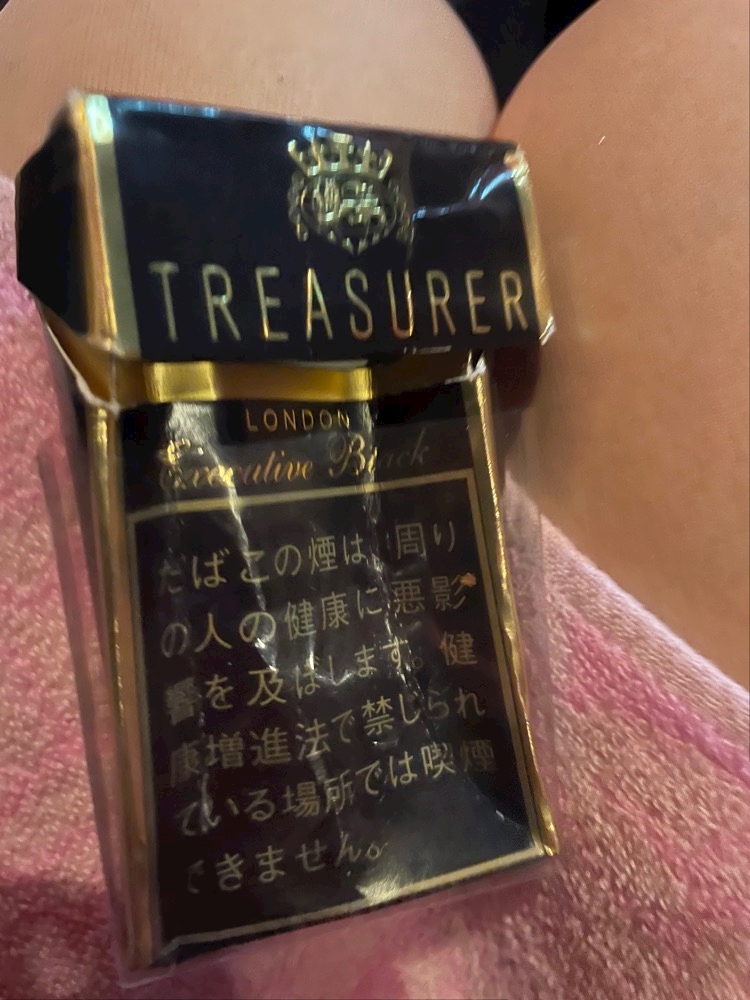 TREASURER
LONDON
Executive Black
たばこの煙は、周り
の人の健康に悪影
響を及ぼします。健
康増進法で禁じられ
ている場所では喫煙
できません。